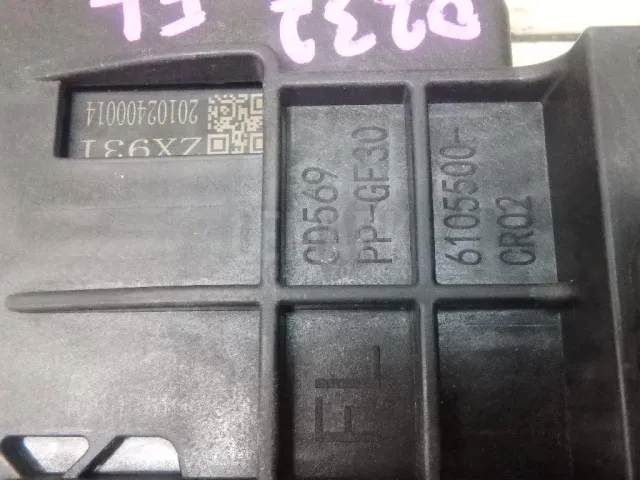 D232
FL
ZX931
20102400014
CD569
PP-GF30
6105500-
CR02
FL